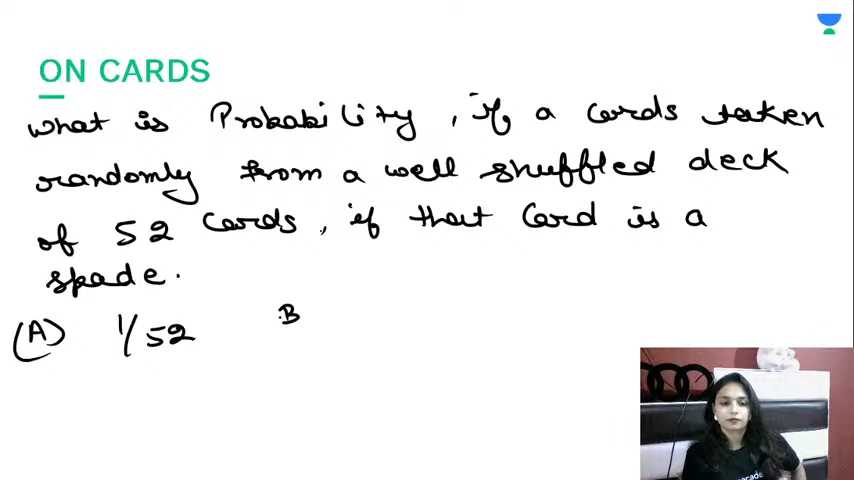 ON CARDS
what is Probability, if a cards taken
randomly from a well shuffled deck
of 52 cards, if that Card is a
spade.
(A) 1/52 B